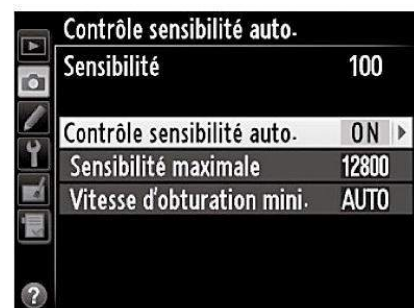 Contrôle sensibilité auto.
Sensibilité 100
Contrôle sensibilité auto. ON
Sensibilité maximale 12800
Vitesse d'obturation mini. AUTO
?